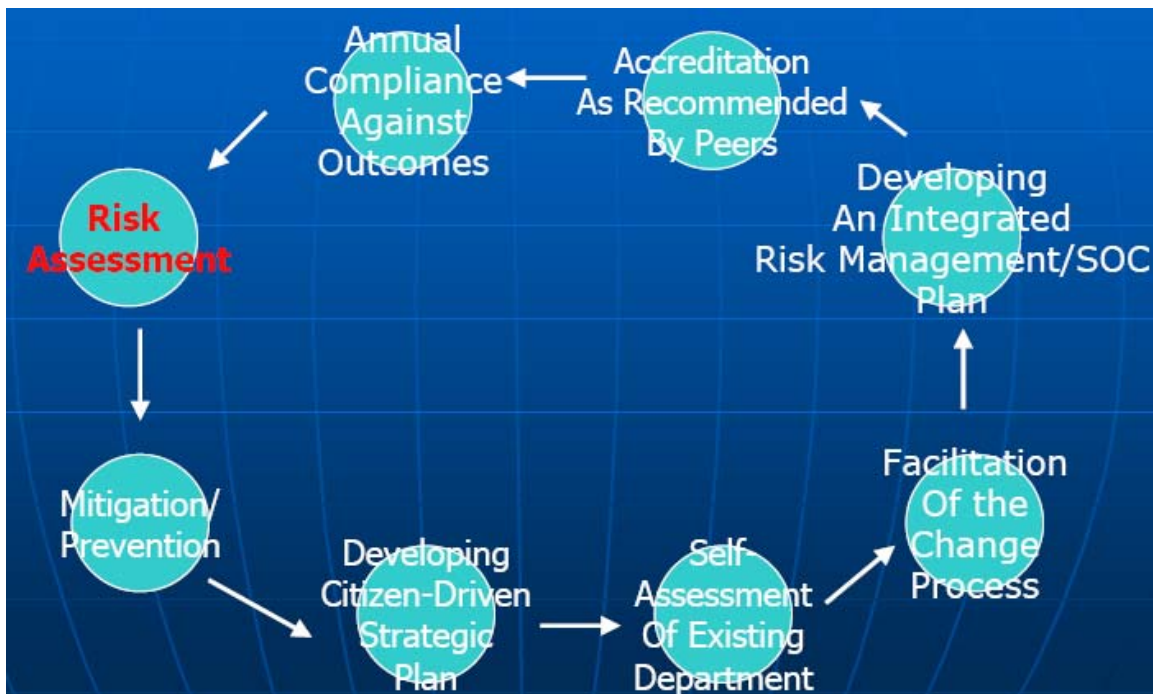 Annual
Compliance
Against
Outcomes
Accreditation
As Recommended
By Peers
Risk
Assessment
Developing
An Integrated
Risk Management/SOC
Plan
Mitigation/
Prevention
Developing
Citizen-Driven
Strategic
Plan
Self-
Assessment
Of Existing
Department
Facilitation
Of the
Change
Process